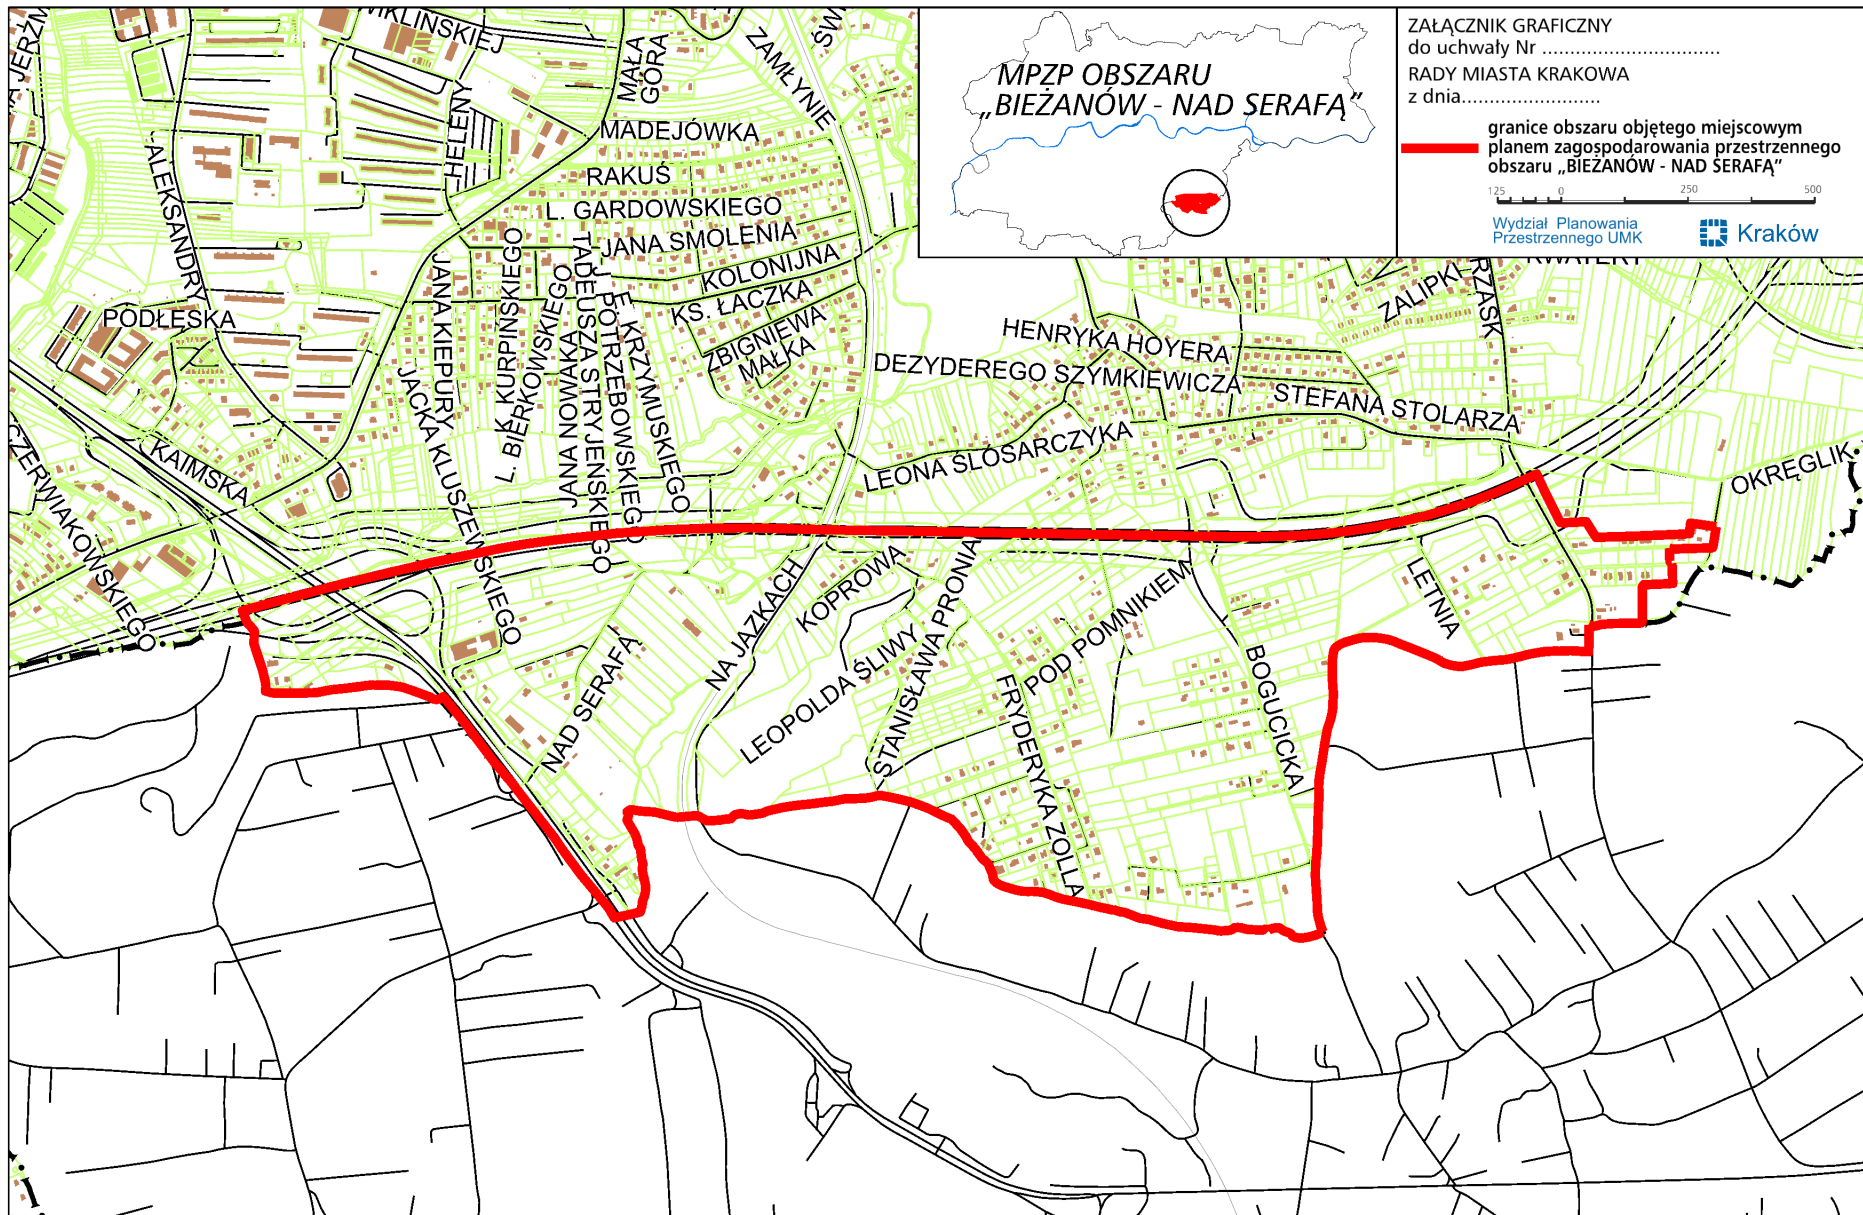 MPZP OBSZARU
„BIEŻANÓW - NAD SERAFĄ”
ZAŁĄCZNIK GRAFICZNY
do uchwały Nr ................................
RADY MIASTA KRAKOWA
z dnia.........................
granice obszaru objętego miejscowym
planem zagospodarowania przestrzennego
obszaru „BIEŻANÓW - NAD SERAFĄ”
125 0 250 500
Wydział Planowania
Przestrzennego UMK
Kraków
WIKLIŃSKIEJ
MAŁA
GÓRA
ZAMŁYNIE
HELENY
MADEJÓWKA
ALEKSANDRY
RAKUŚ
L. GARDOWSKIEGO
JANA SMOLENIA
KOLONIJNA
KS. ŁACZKA
ZBIGNIEWA
MAŁKA
PODŁĘSKA
JANA KIEPURY
JACKA KLUSZEWSKIEGO
K. KURPIŃSKIEGO
L. BIERKOWSKIEGO
JANA NOWAKA
TADEUSZA STRYJEŃSKIEGO
J. POTRZEBOWSKIEGO
F. KRZYMUSKIEGO
HENRYKA HOYERA
DEZYDEREGO SZYMKIEWICZA
STEFANA STOLARZA
ZALIPKI
RZĄSK
KWATERY
LEONA ŚLÓSARCZYKA
OKRĘGLIK
KAIMSKA
CZERWIAKOWSKIEGO
NA JAZKACH
KOPROWA
STANISŁAWA PRONIA
LEOPOLDA ŚLIWY
POD POMNIKIEM
LETNIA
NAD SERAFĄ
FRYDERYKA ZOLLA
BOGUCICKA